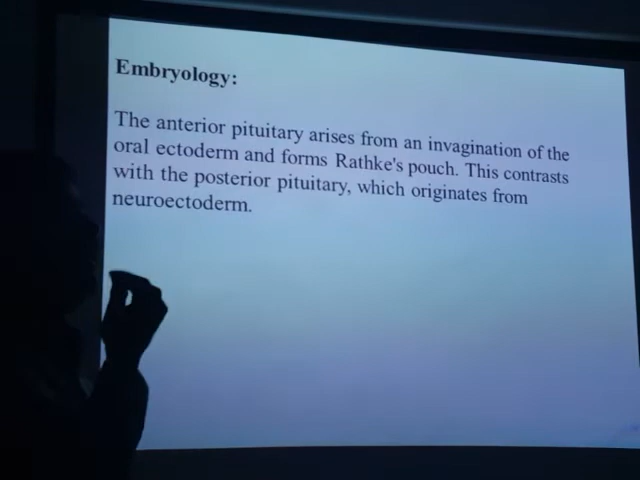 Embryology:
The anterior pituitary arises from an invagination of the
oral ectoderm and forms Rathke's pouch. This contrasts
with the posterior pituitary, which originates from
neuroectoderm.